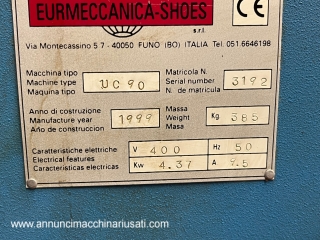 EURMECCANICA-SHOES
s.r.l.
CE
Via Montecassino 5 7 - 40050 FUNO (BO) ITALIA Tel. 051.6646198
Macchina tipo
Machine type
Maquina tipo
UC 90
Matricola N.
Serial number
N. de matricula
3192
Anno di costruzione
Manufacture year
Año de construcción
1999
Massa
Weight
Masa
Kg 385
Caratteristiche elettriche
Electrical features
Caracteristicas electricas
V 400 Hz 50
Kw 4.37 A 9.5
www.annuncimacchinariusati.com